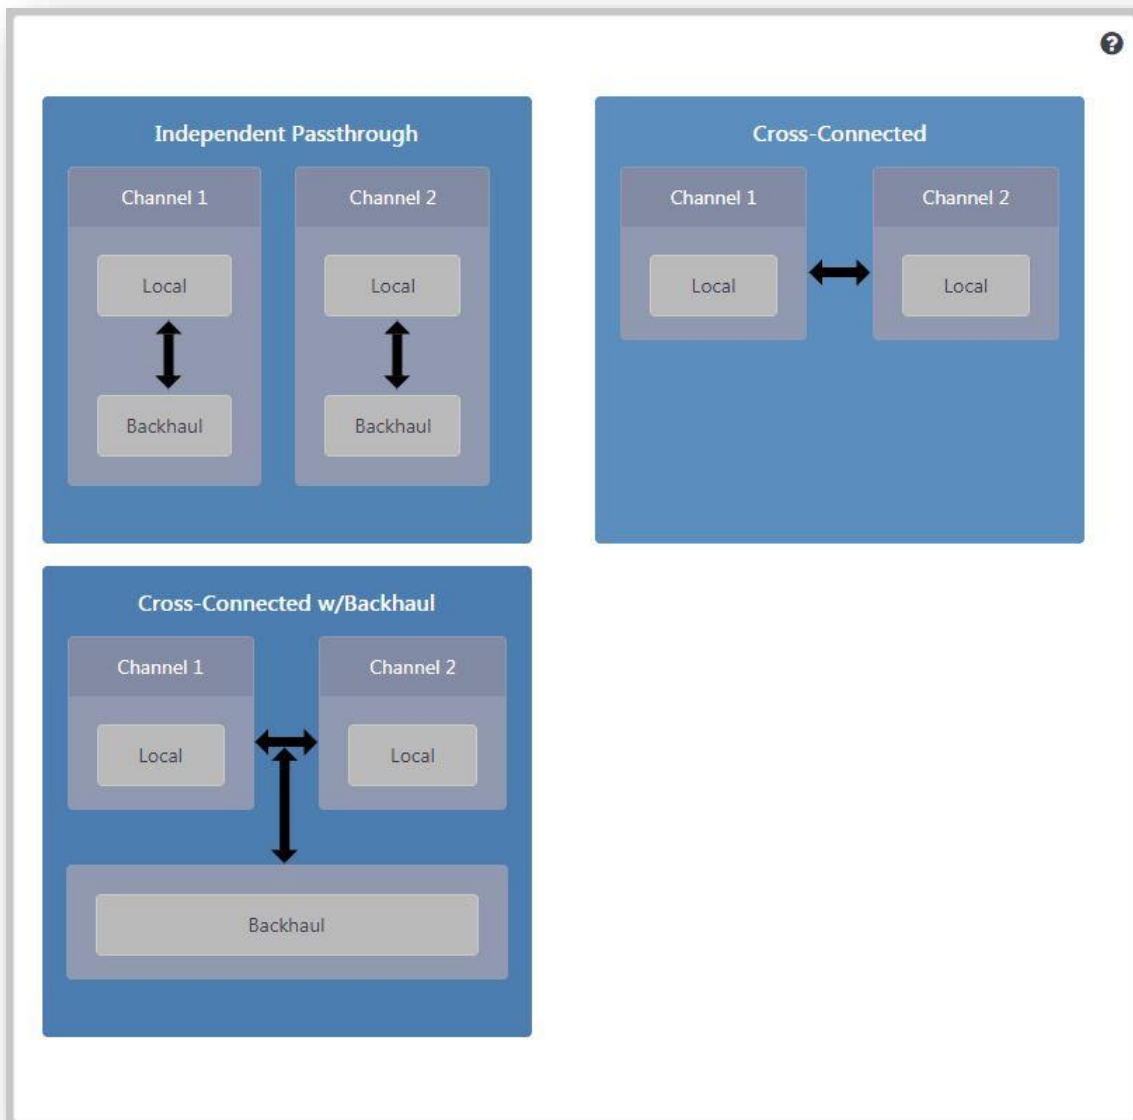 ?
Independent Passthrough
Channel 1
Channel 2
Local
Local
Backhaul
Backhaul
Cross-Connected
Channel 1
Channel 2
Local
Local
Cross-Connected w/Backhaul
Channel 1
Channel 2
Local
Local
Backhaul